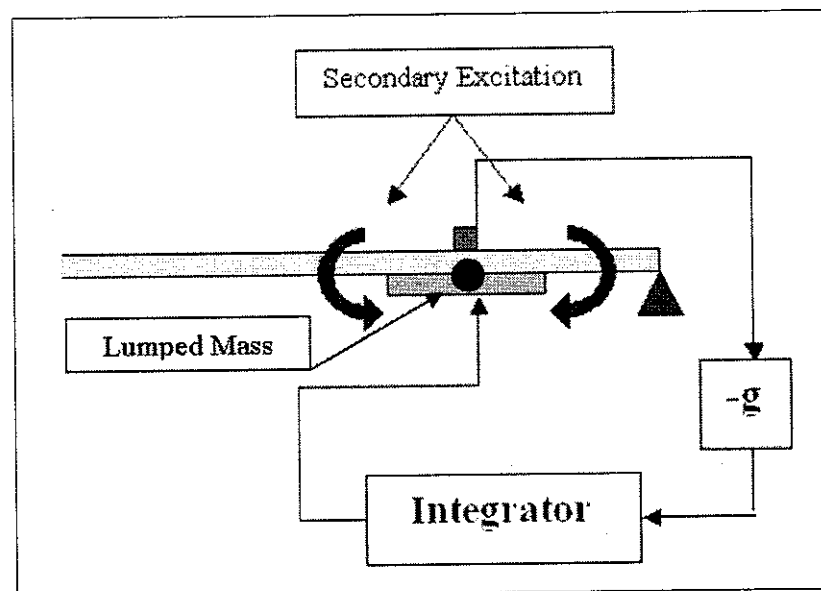 Secondary Excitation
Lumped Mass
-g
Integrator